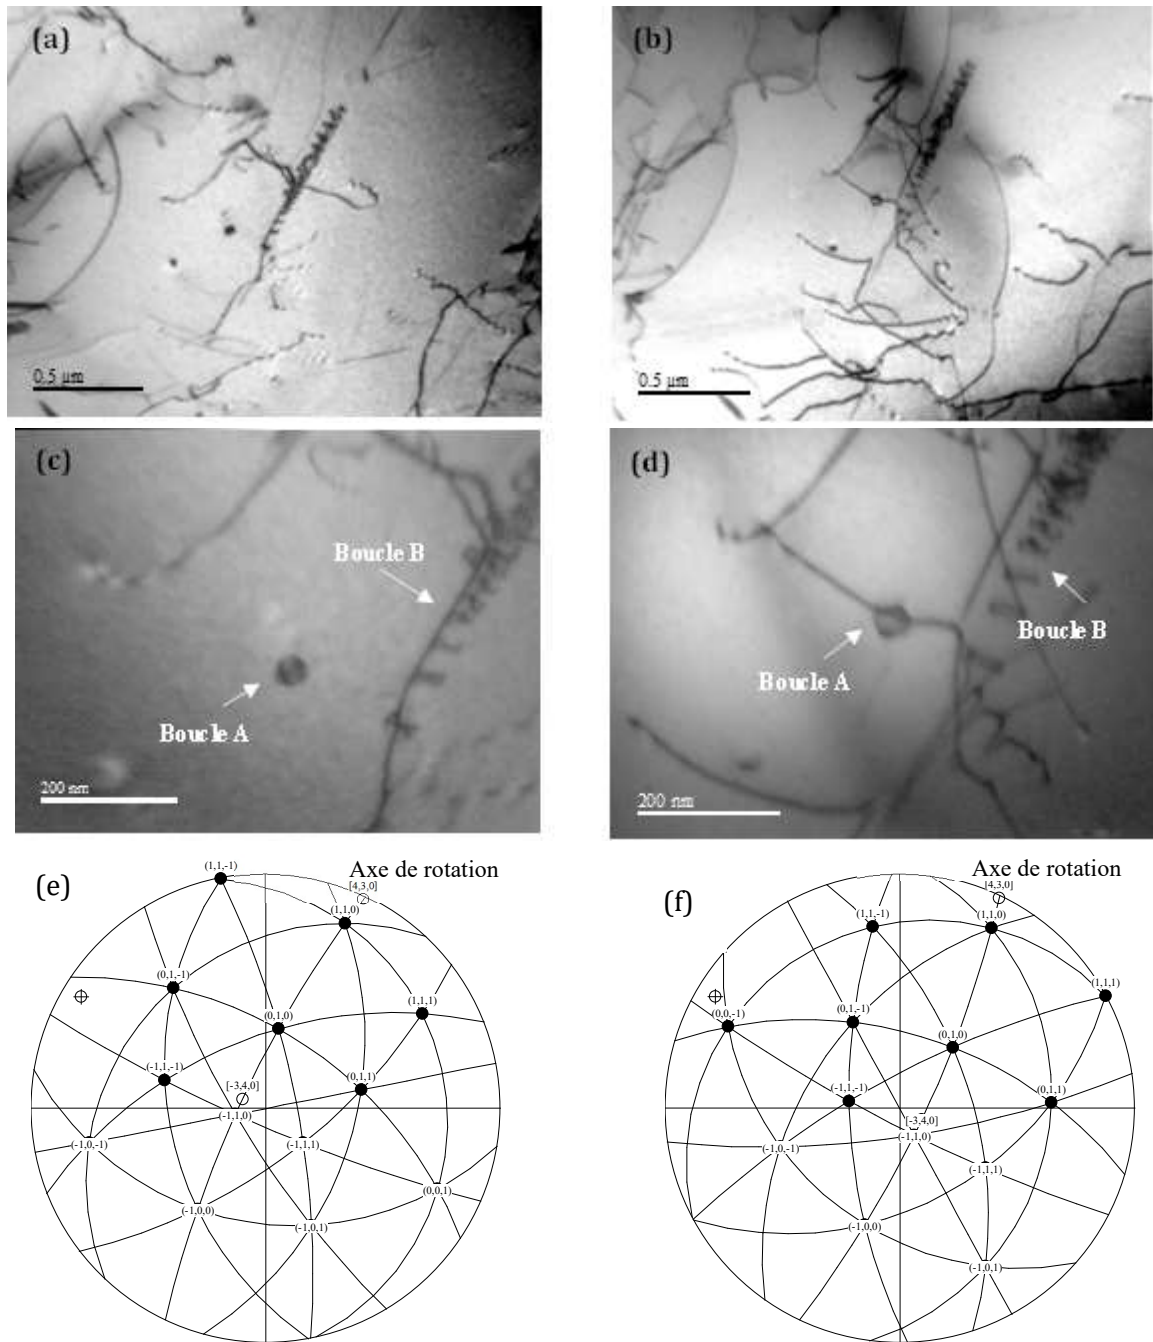 (a)
(b)
0.5 µm
0.5 µm
(c)
(d)
Boucle B
Boucle A
200 nm
Boucle B
Boucle A
200 nm
(e)
Axe de rotation
[4,3,0]
(1,1,-1)
(1,1,0)
(0,1,-1)
(1,1,1)
(0,1,0)
(-1,1,-1)
(0,1,1)
[-3,4,0]
(-1,1,0)
(-1,0,-1)
(-1,1,1)
(0,0,1)
(-1,0,0)
(-1,0,1)
(f)
Axe de rotation
[4,3,0]
(1,1,-1)
(1,1,0)
(1,1,1)
(0,0,-1)
(0,1,-1)
(0,1,0)
(-1,1,-1)
(0,1,1)
[-3,4,0]
(-1,1,0)
(-1,0,-1)
(-1,1,1)
(-1,0,0)
(-1,0,1)